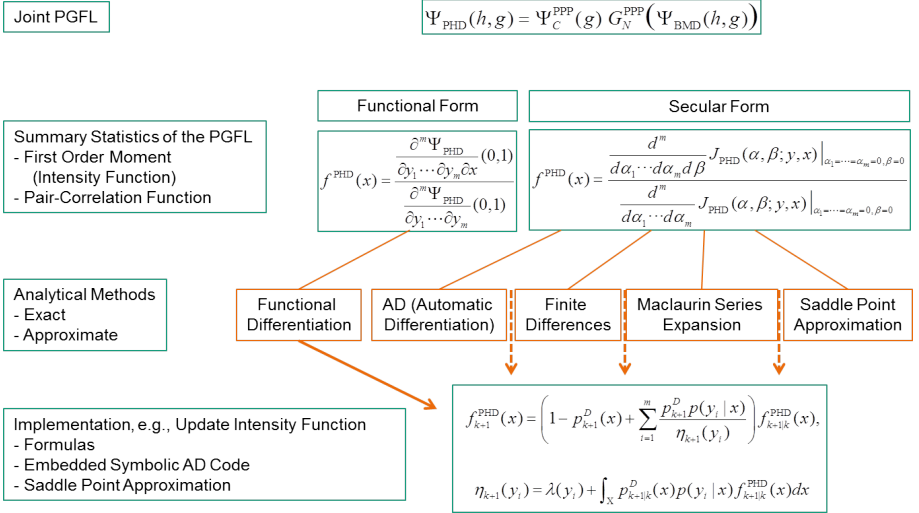 Joint PGFL
Ψ_PHD(h, g) = Ψ_C^PPP(g) G_N^PPP(Ψ_BMD(h, g))
Functional Form
Secular Form
Summary Statistics of the PGFL
- First Order Moment
(Intensity Function)
- Pair-Correlation Function
f^PHD(x) = (∂^mΨ_PHD / ∂y_1···∂y_m∂x (0,1)) / (∂^mΨ_PHD / ∂y_1···∂y_m (0,1))
f^PHD(x) = (d^m / dα_1···dα_m dβ J_PHD(α, β; y, x)|_{α_1=···=α_m=0, β=0}) / (d^m / dα_1···dα_m J_PHD(α, β; y, x)|_{α_1=···=α_m=0, β=0})
Analytical Methods
- Exact
- Approximate
Functional
Differentiation
AD (Automatic
Differentiation)
Finite
Differences
Maclaurin Series
Expansion
Saddle Point
Approximation
Implementation, e.g., Update Intensity Function
- Formulas
- Embedded Symbolic AD Code
- Saddle Point Approximation
f_{k+1}^PHD(x) = (1 − p_{k+1}^D(x) + ∑_{i=1}^m p_{k+1}^D p(y_i | x) / η_{k+1}(y_i)) f_{k+1|k}^PHD(x),
η_{k+1}(y_i) = λ(y_i) + ∫_X p_{k+1|k}^D(x) p(y_i | x) f_{k+1|k}^PHD(x) dx